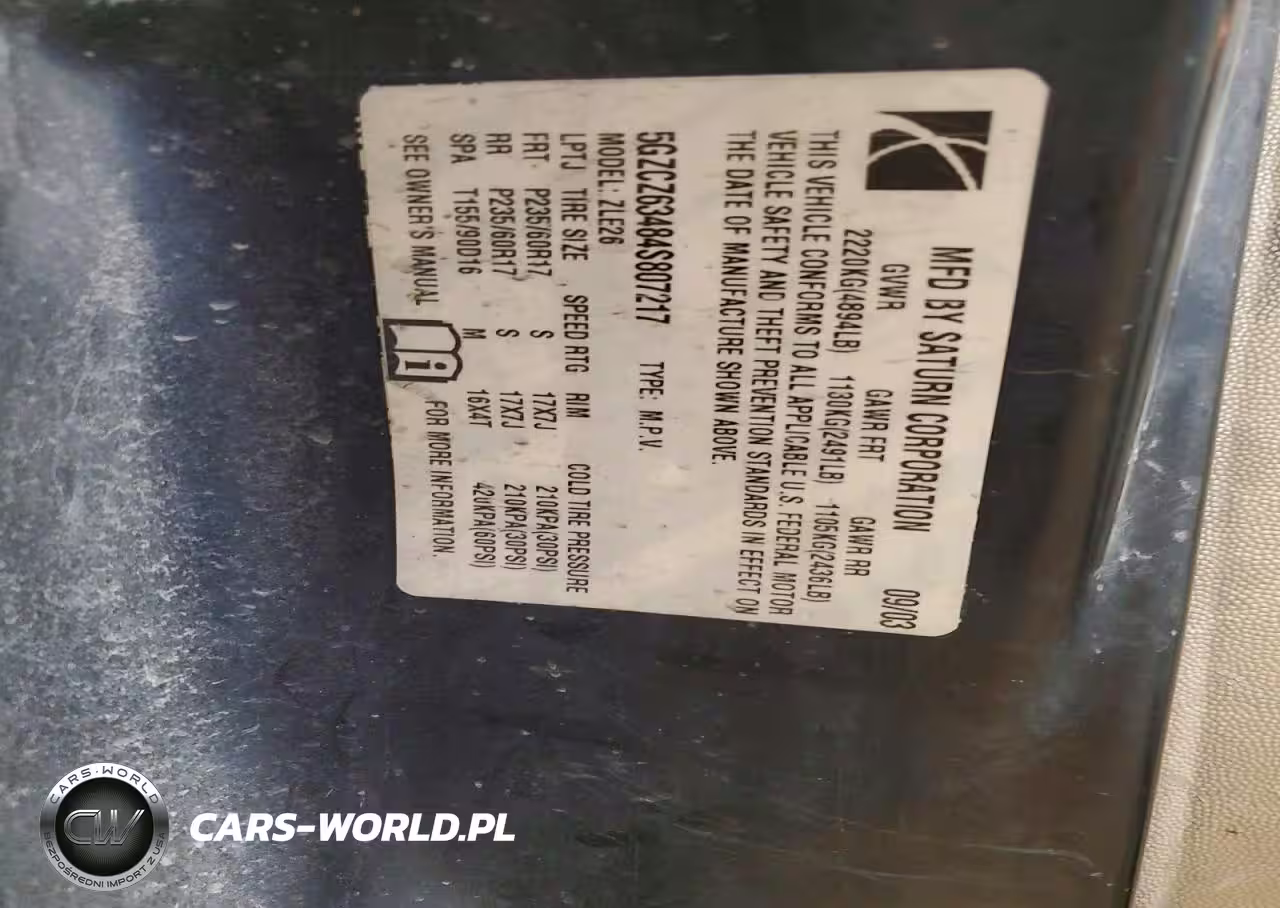 MFD BY SATURN CORPORATION 09/03
GVWR GAWR FRT GAWR RR
2220KG(4894LB) 1130KG(2491LB) 1105KG(2436LB)
THIS VEHICLE CONFORMS TO ALL APPLICABLE U.S. FEDERAL MOTOR
VEHICLE SAFETY AND THEFT PREVENTION STANDARDS IN EFFECT ON
THE DATE OF MANUFACTURE SHOWN ABOVE.
5GZCZ63484S807217 TYPE: M.P.V.
MODEL: ZLE26
LPTJ TIRE SIZE SPEED RTG RIM COLD TIRE PRESSURE
FRT P235/60R17 S 17X7J 210KPA(30PSI)
RR P235/60R17 S 17X7J 210KPA(30PSI)
SPA T155/90D16 M 16X4T 420KPA(60PSI)
SEE OWNER'S MANUAL i FOR MORE INFORMATION.
CARS-WORLD
CW
BEZPOŚREDNI IMPORT Z USA
CARS-WORLD.PL